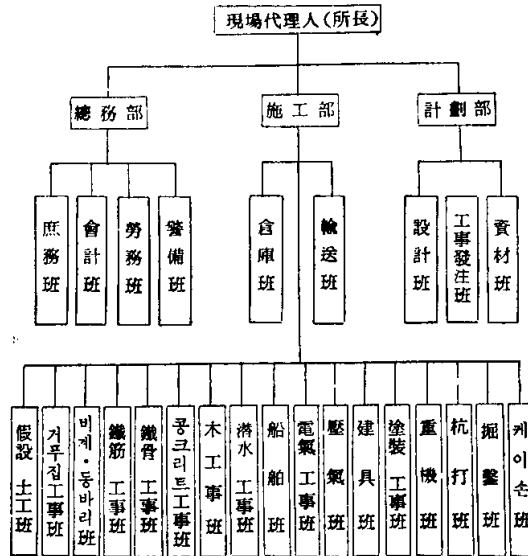 現場代理人(所長)
總務部
施工部
計劃部
庶務班
會計班
勞務班
警備班
倉庫班
輸送班
設計班
工事發注班
資材班
假設土工班
거푸집工事班
비계·동바리班
鐵筋工事班
鐵骨工事班
콩크리트工事班
木工事班
潜水工事班
船舶班
電氣工事班
壓氣班
建具班
塗裝工事班
重機班
杭打班
掘鑿班
케이손班